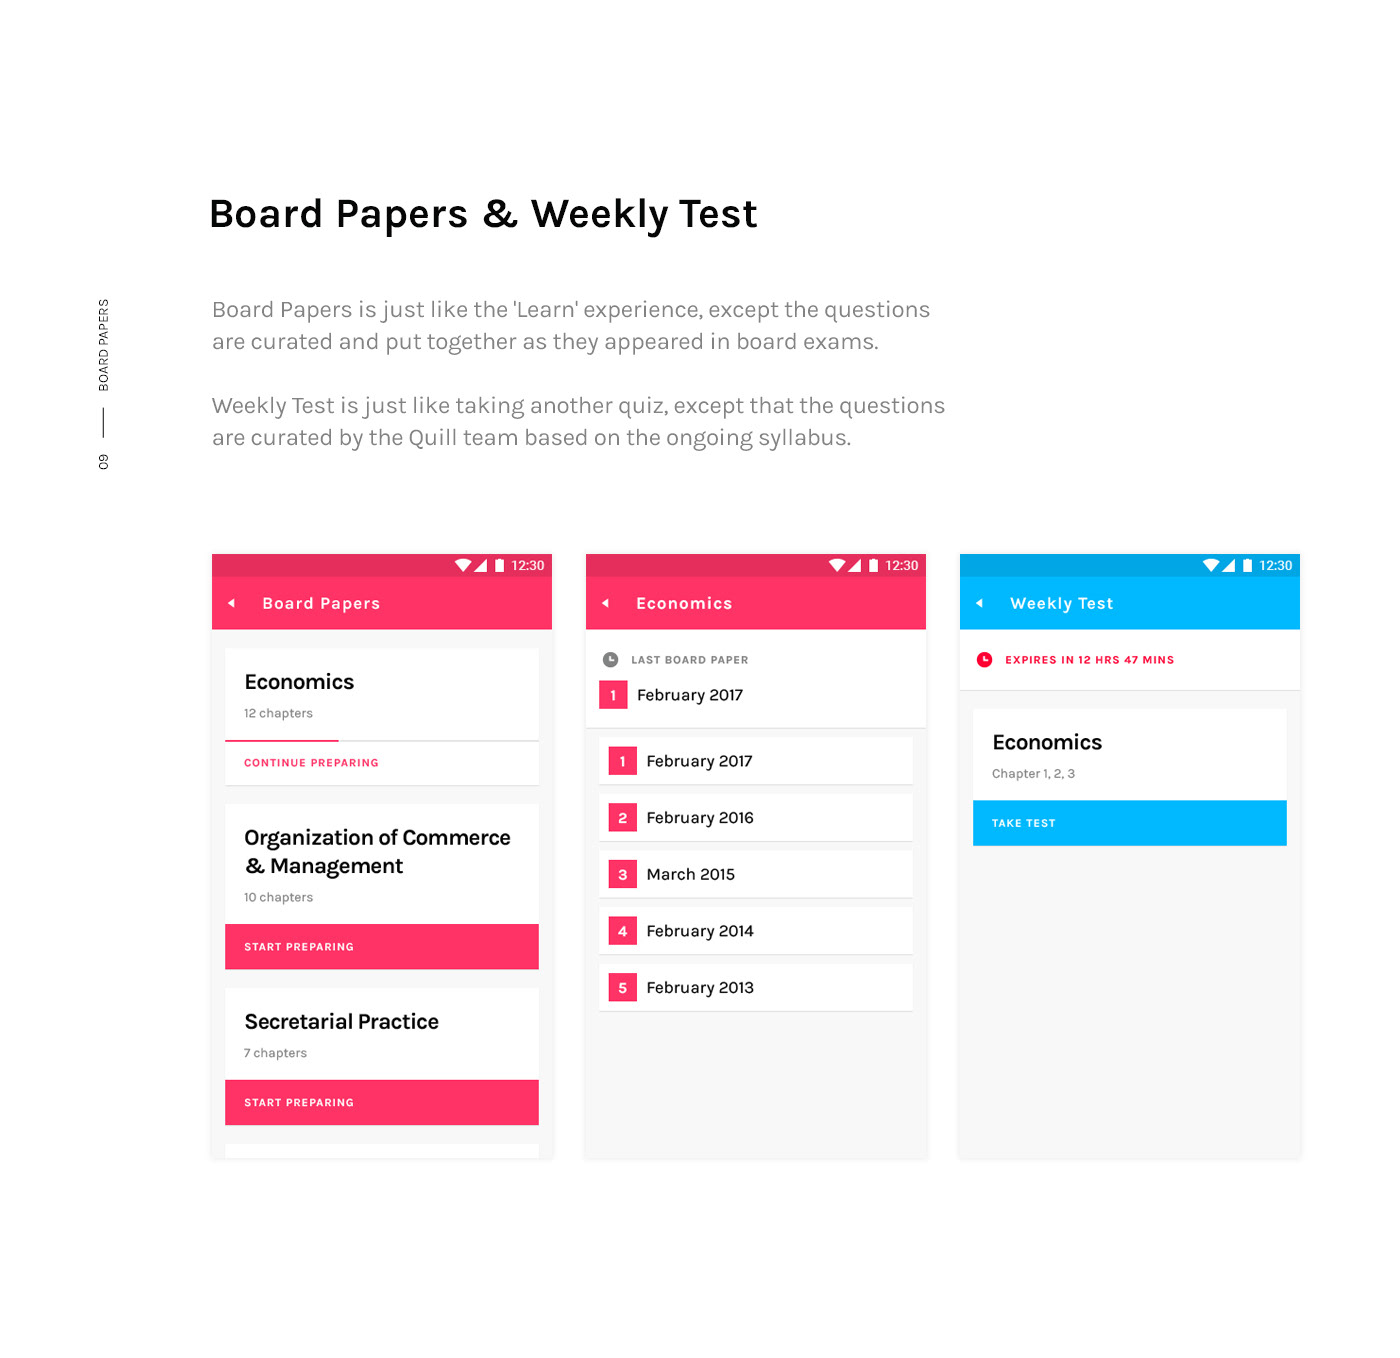 Board Papers & Weekly Test
Board Papers is just like the 'Learn' experience, except the questions
are curated and put together as they appeared in board exams.
Weekly Test is just like taking another quiz, except that the questions
are curated by the Quill team based on the ongoing syllabus.
09 — BOARD PAPERS
12:30
Board Papers
Economics
12 chapters
CONTINUE PREPARING
Organization of Commerce
& Management
10 chapters
START PREPARING
Secretarial Practice
7 chapters
START PREPARING
12:30
Economics
LAST BOARD PAPER
1 February 2017
1 February 2017
2 February 2016
3 March 2015
4 February 2014
5 February 2013
12:30
Weekly Test
EXPIRES IN 12 HRS 47 MINS
Economics
Chapter 1, 2, 3
TAKE TEST